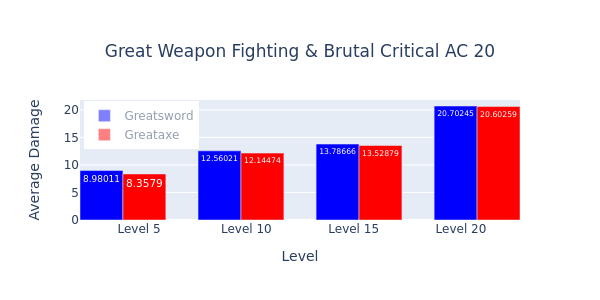 Great Weapon Fighting & Brutal Critical AC 20
Average Damage
20
15
10
5
0
Greatsword
Greataxe
8.98011
8.3579
12.56021
12.14474
13.78666
13.52879
20.70245
20.60259
Level 5
Level 10
Level 15
Level 20
Level